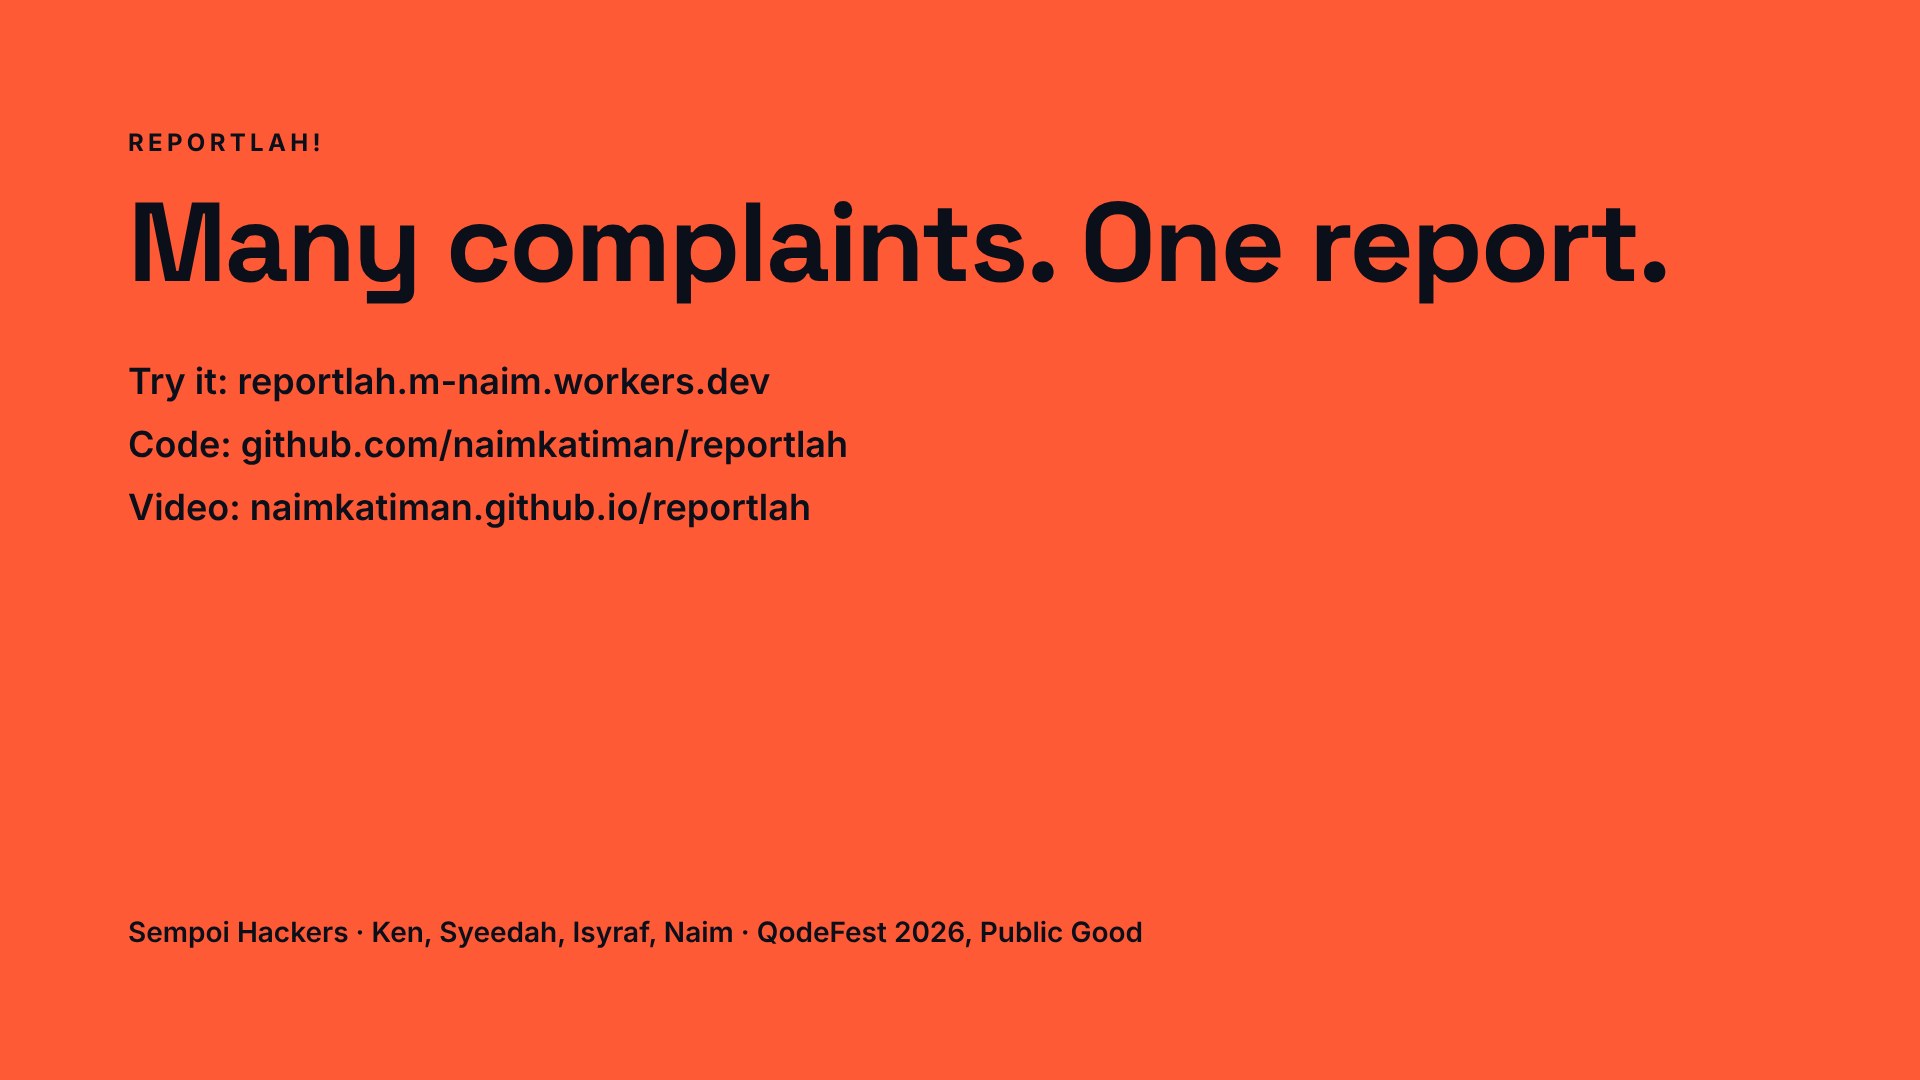 REPORTLAH!
Many complaints. One report.
Try it: reportlah.m-naim.workers.dev
Code: github.com/naimkatiman/reportlah
Video: naimkatiman.github.io/reportlah
Sempoi Hackers · Ken, Syeedah, Isyraf, Naim · QodeFest 2026, Public Good